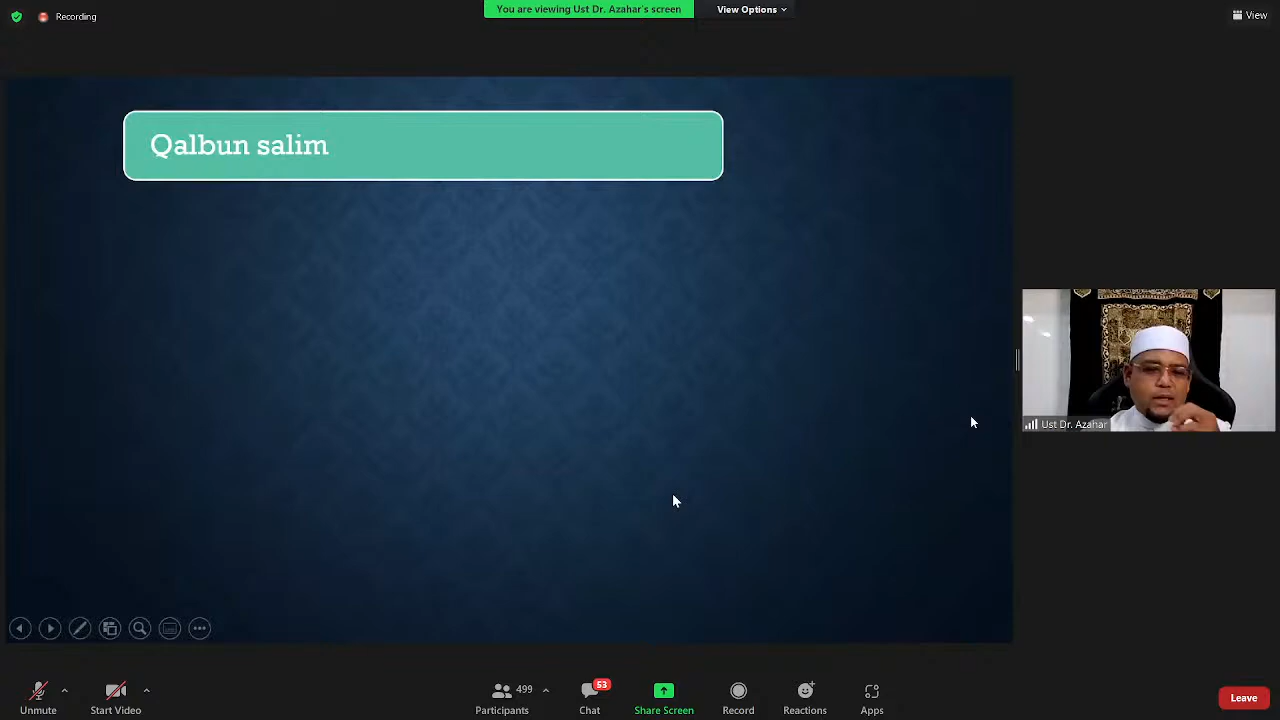 Recording
You are viewing Ust Dr. Azahar's screen
View Options
View
Qalbun salim
Ust Dr. Azahar
Unmute
Start Video
499
Participants
53
Chat
Share Screen
Record
Reactions
Apps
Leave